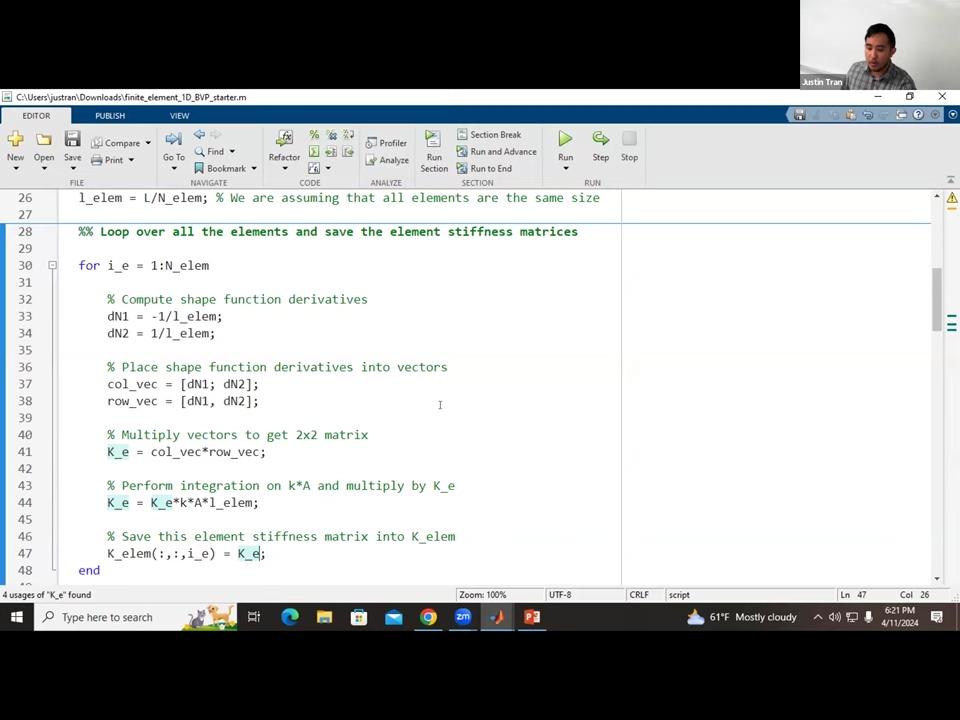 Justin Tran
C:\Users\justran\Downloads\finite_element_1D_BVP_starter.m
EDITOR PUBLISH VIEW
New Open Save Compare Print Go To Find Bookmark Refactor Profiler Analyze Run Section Section Break Run and Advance Run to End Run Step Stop
FILE NAVIGATE CODE ANALYZE SECTION RUN
26 l_elem = L/N_elem; % We are assuming that all elements are the same size
27
28 %% Loop over all the elements and save the element stiffness matrices
29
30 for i_e = 1:N_elem
31
32 % Compute shape function derivatives
33 dN1 = -1/l_elem;
34 dN2 = 1/l_elem;
35
36 % Place shape function derivatives into vectors
37 col_vec = [dN1; dN2];
38 row_vec = [dN1, dN2];
39
40 % Multiply vectors to get 2x2 matrix
41 K_e = col_vec*row_vec;
42
43 % Perform integration on k*A and multiply by K_e
44 K_e = K_e*k*A*l_elem;
45
46 % Save this element stiffness matrix into K_elem
47 K_elem(:,:,i_e) = K_e;
48 end
4 usages of "K_e" found Zoom: 100% UTF-8 CRLF script Ln 47 Col 26
Type here to search 61°F Mostly cloudy 6:21 PM
4/11/2024